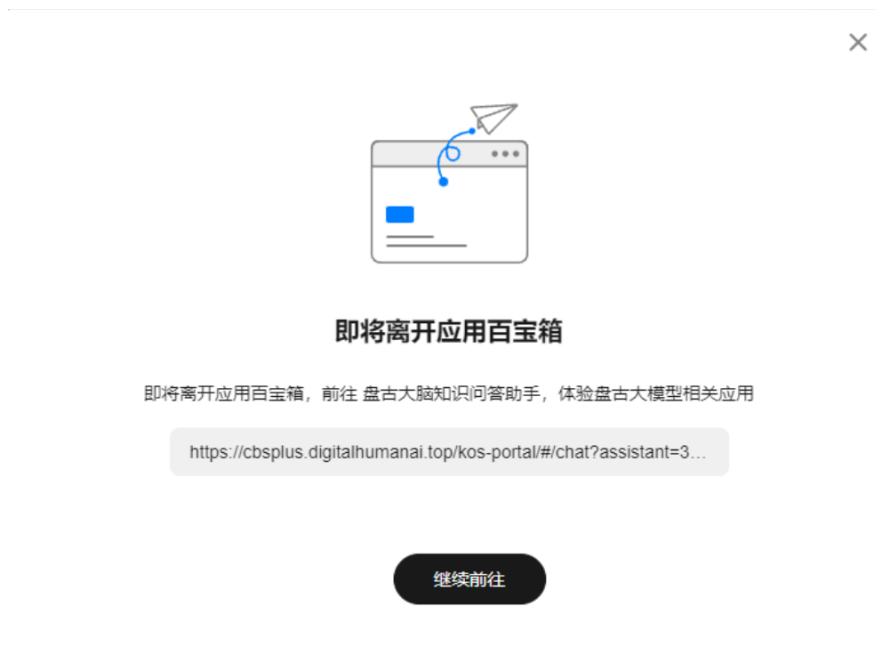 即将离开应用百宝箱
即将离开应用百宝箱，前往 盘古大脑知识问答助手，体验盘古大模型相关应用
https://cbsplus.digitalhumanai.top/kos-portal/#/chat?assistant=3...
继续前往